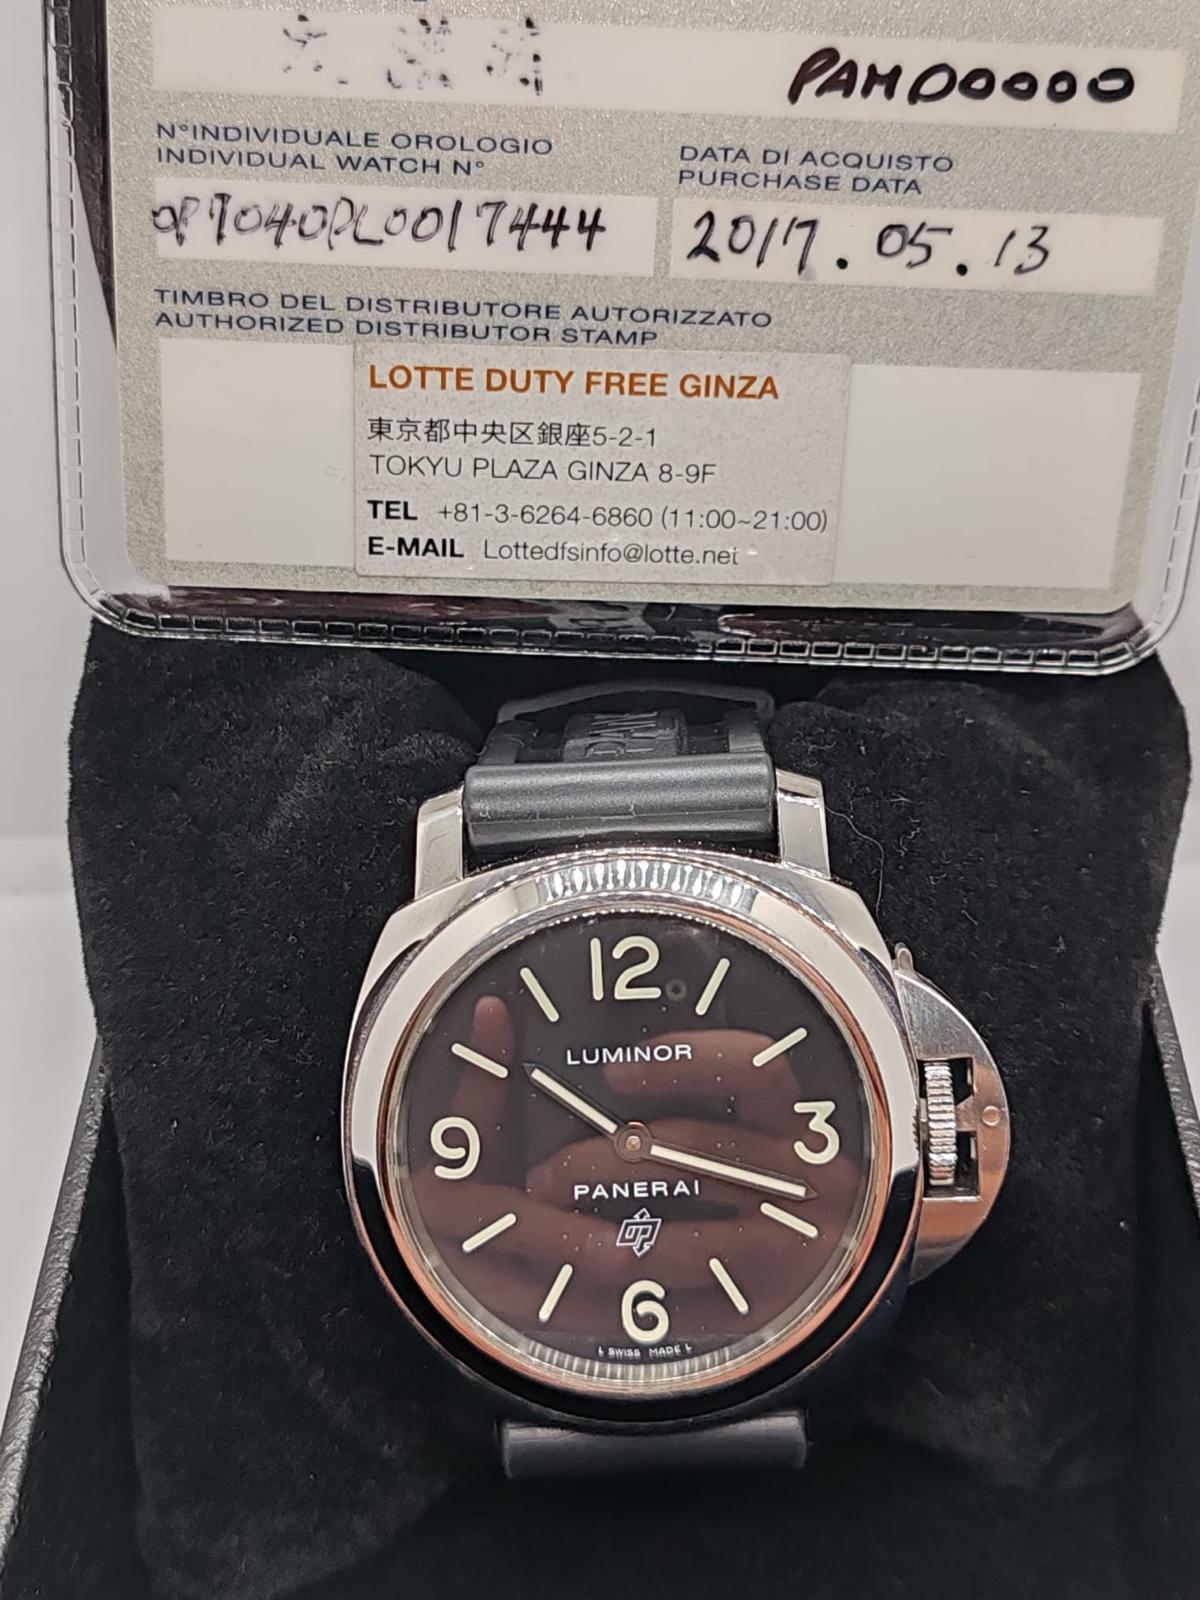 PAM00000
N°INDIVIDUALE OROLOGIO
INDIVIDUAL WATCH N°
DATA DI ACQUISTO
PURCHASE DATA
OP7040PL0017444
2017.05.13
TIMBRO DEL DISTRIBUTORE AUTORIZZATO
AUTHORIZED DISTRIBUTOR STAMP
LOTTE DUTY FREE GINZA
東京都中央区銀座5-2-1
TOKYU PLAZA GINZA 8-9F
TEL +81-3-6264-6860 (11:00~21:00)
E-MAIL Lottedfsinfo@lotte.net
12
LUMINOR
9
3
PANERAI
OP
6
L SWISS MADE L